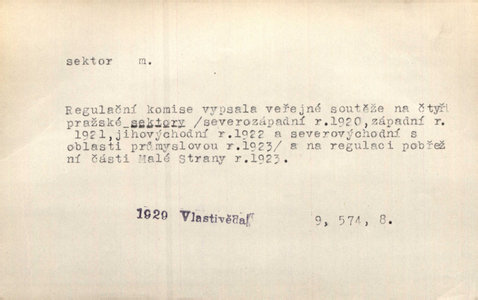 sektor m.
Regulační komise vypsala veřejné soutěže na čtyři
pražské sektory /severozápadní r.1920,západní r.
1921,jihovýchodní r.1922 a severovýchodní s
oblasti průmyslovou r.1923/ a na regulaci pobřež
ní části Malé Strany r.1923.
1929 Vlastivěda 9, 574, 8.